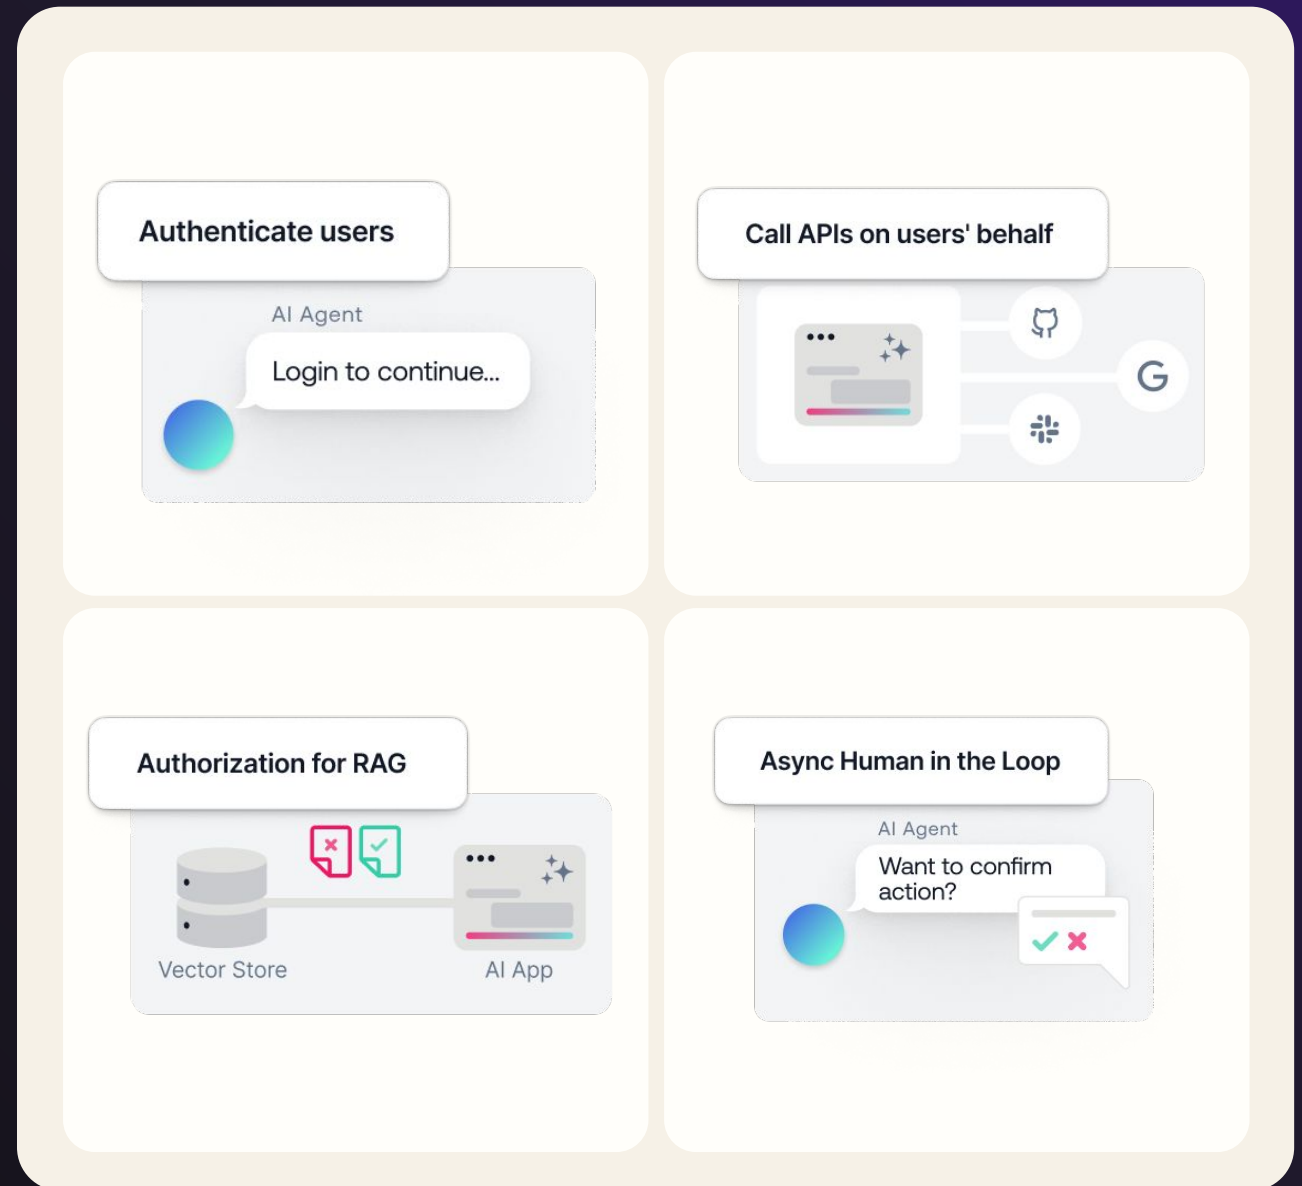 Authenticate users
AI Agent
Login to continue...
Call APIs on users' behalf
Authorization for RAG
Vector Store
AI App
Async Human in the Loop
AI Agent
Want to confirm
action?